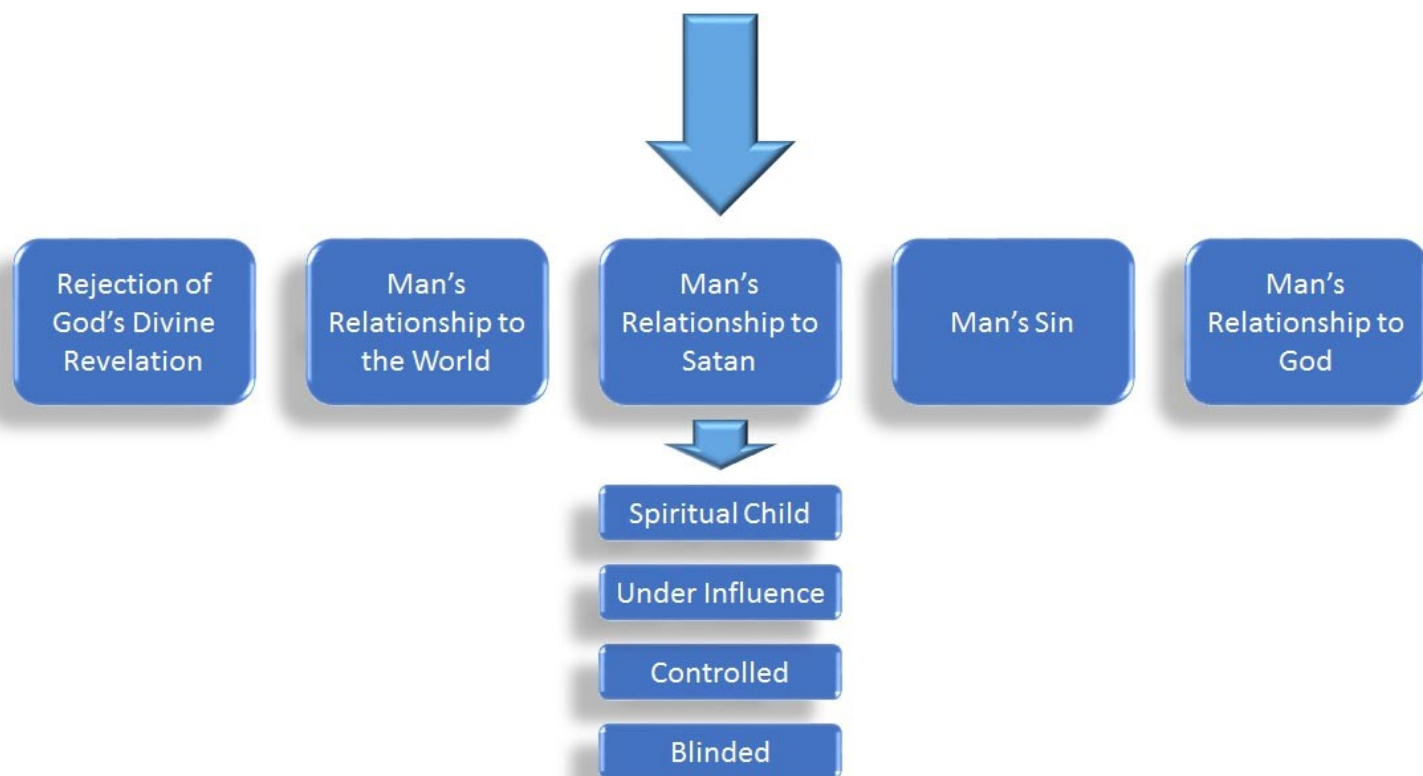 Rejection of
God’s Divine
Revelation
Man’s
Relationship to
the World
Man’s
Relationship to
Satan
Man’s Sin
Man’s
Relationship to
God
Spiritual Child
Under Influence
Controlled
Blinded